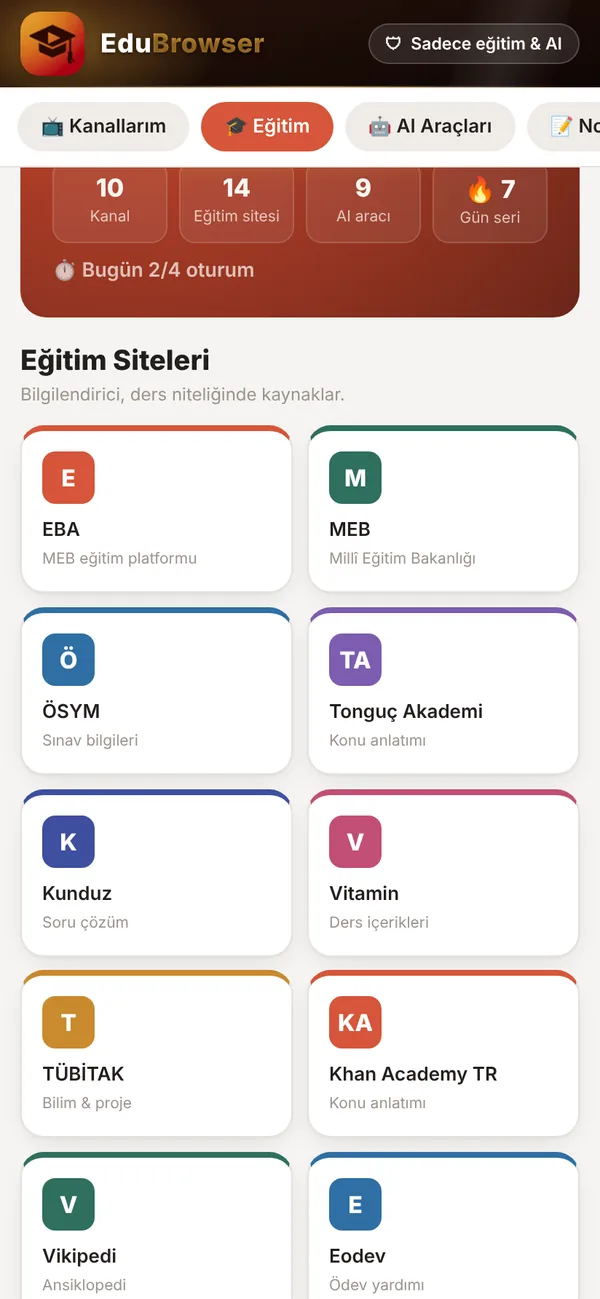 EduBrowser
Sadece eğitim & AI
📺 Kanallarım
🎓 Eğitim
🤖 AI Araçları
📝 No
10
Kanal
14
Eğitim sitesi
9
AI aracı
🔥 7
Gün seri
⏱️ Bugün 2/4 oturum
Eğitim Siteleri
Bilgilendirici, ders niteliğinde kaynaklar.
E
EBA
MEB eğitim platformu
M
MEB
Millî Eğitim Bakanlığı
Ö
ÖSYM
Sınav bilgileri
TA
Tonguç Akademi
Konu anlatımı
K
Kunduz
Soru çözüm
V
Vitamin
Ders içerikleri
T
TÜBİTAK
Bilim & proje
KA
Khan Academy TR
Konu anlatımı
V
Vikipedi
Ansiklopedi
E
Eodev
Ödev yardımı